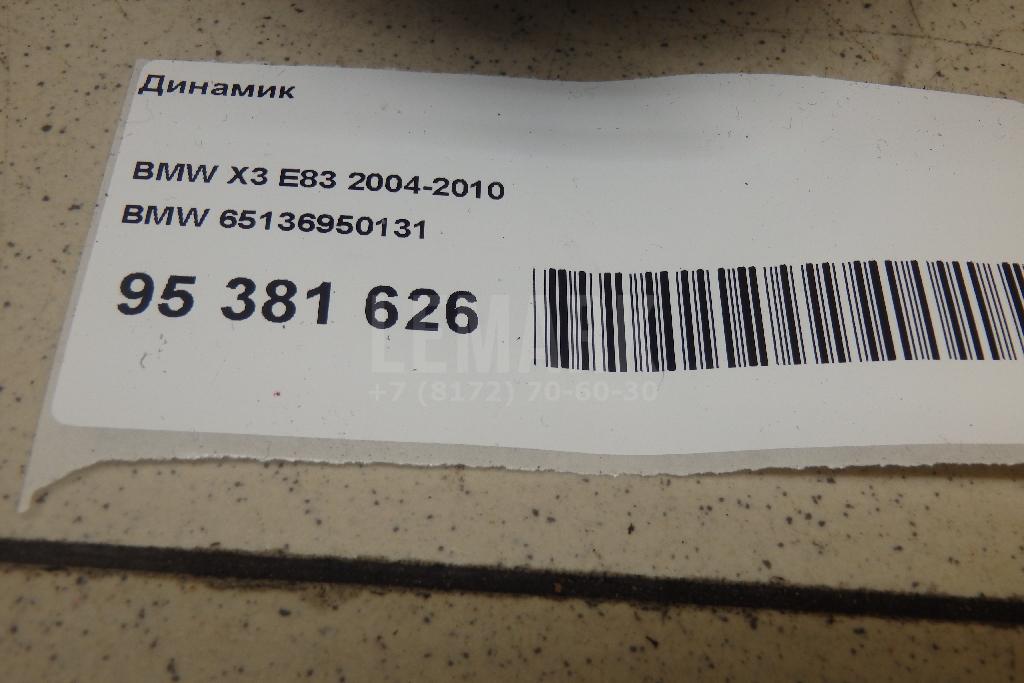 Динамик
BMW X3 E83 2004-2010
BMW 65136950131
95 381 626
+7 (8172) 70-60-30